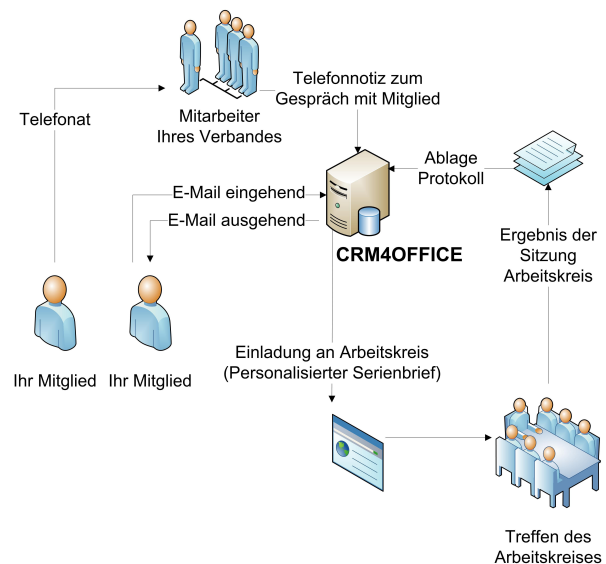 Telefonat
Mitarbeiter
Ihres Verbandes
Telefonnotiz zum
Gespräch mit Mitglied
Ablage
Protokoll
E-Mail eingehend
E-Mail ausgehend
CRM4OFFICE
Ergebnis der
Sitzung
Arbeitskreis
Ihr Mitglied
Ihr Mitglied
Einladung an Arbeitskreis
(Personalisierter Serienbrief)
Treffen des
Arbeitskreises